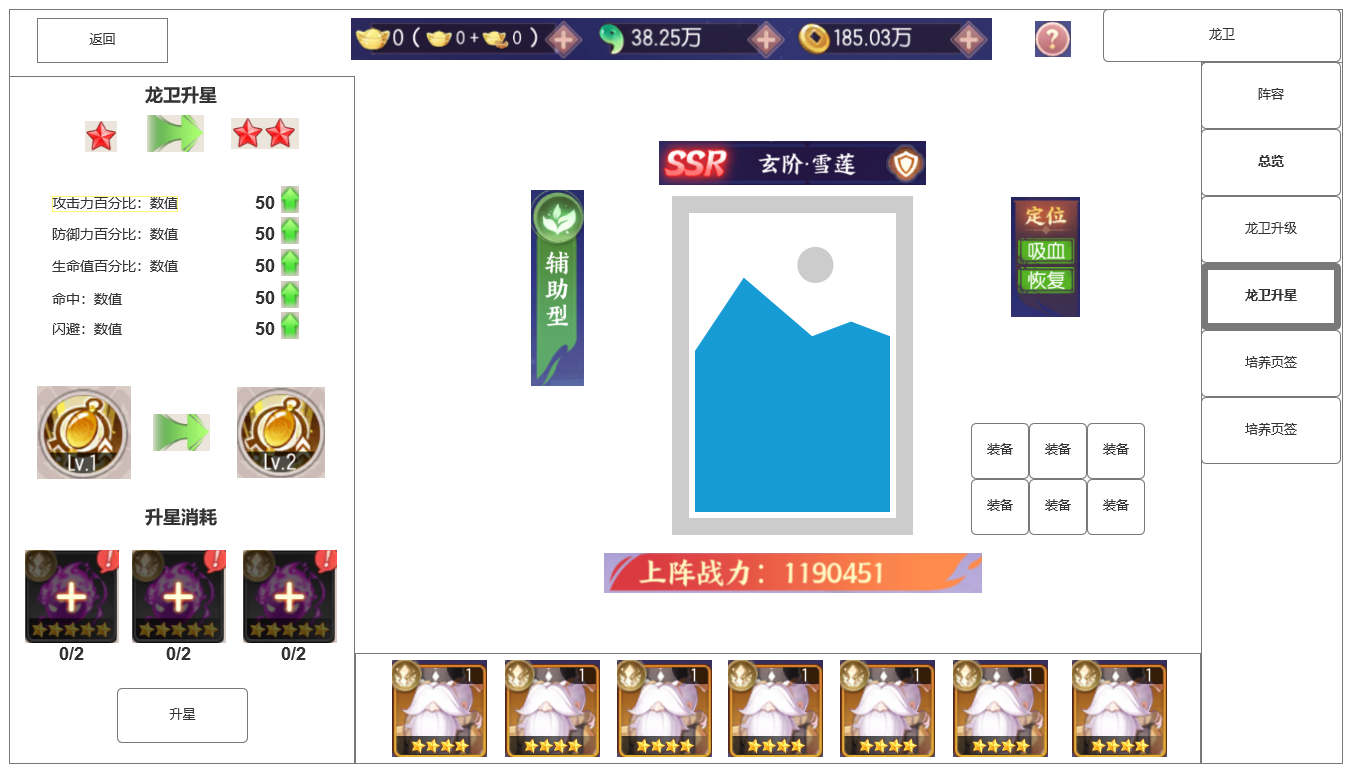 返回
0 ( 0 + 0 )
38.25万
185.03万
?
龙卫
龙卫升星
攻击力百分比：数值 50
防御力百分比：数值 50
生命值百分比：数值 50
命中：数值 50
闪避：数值 50
Lv.1
Lv.2
升星消耗
0/2
0/2
0/2
升星
SSR 玄阶·雪莲
辅助型
定位
吸血
恢复
装备
装备
装备
装备
装备
装备
上阵战力：1190451
1
1
1
1
1
1
1
阵容
总览
龙卫升级
龙卫升星
培养页签
培养页签